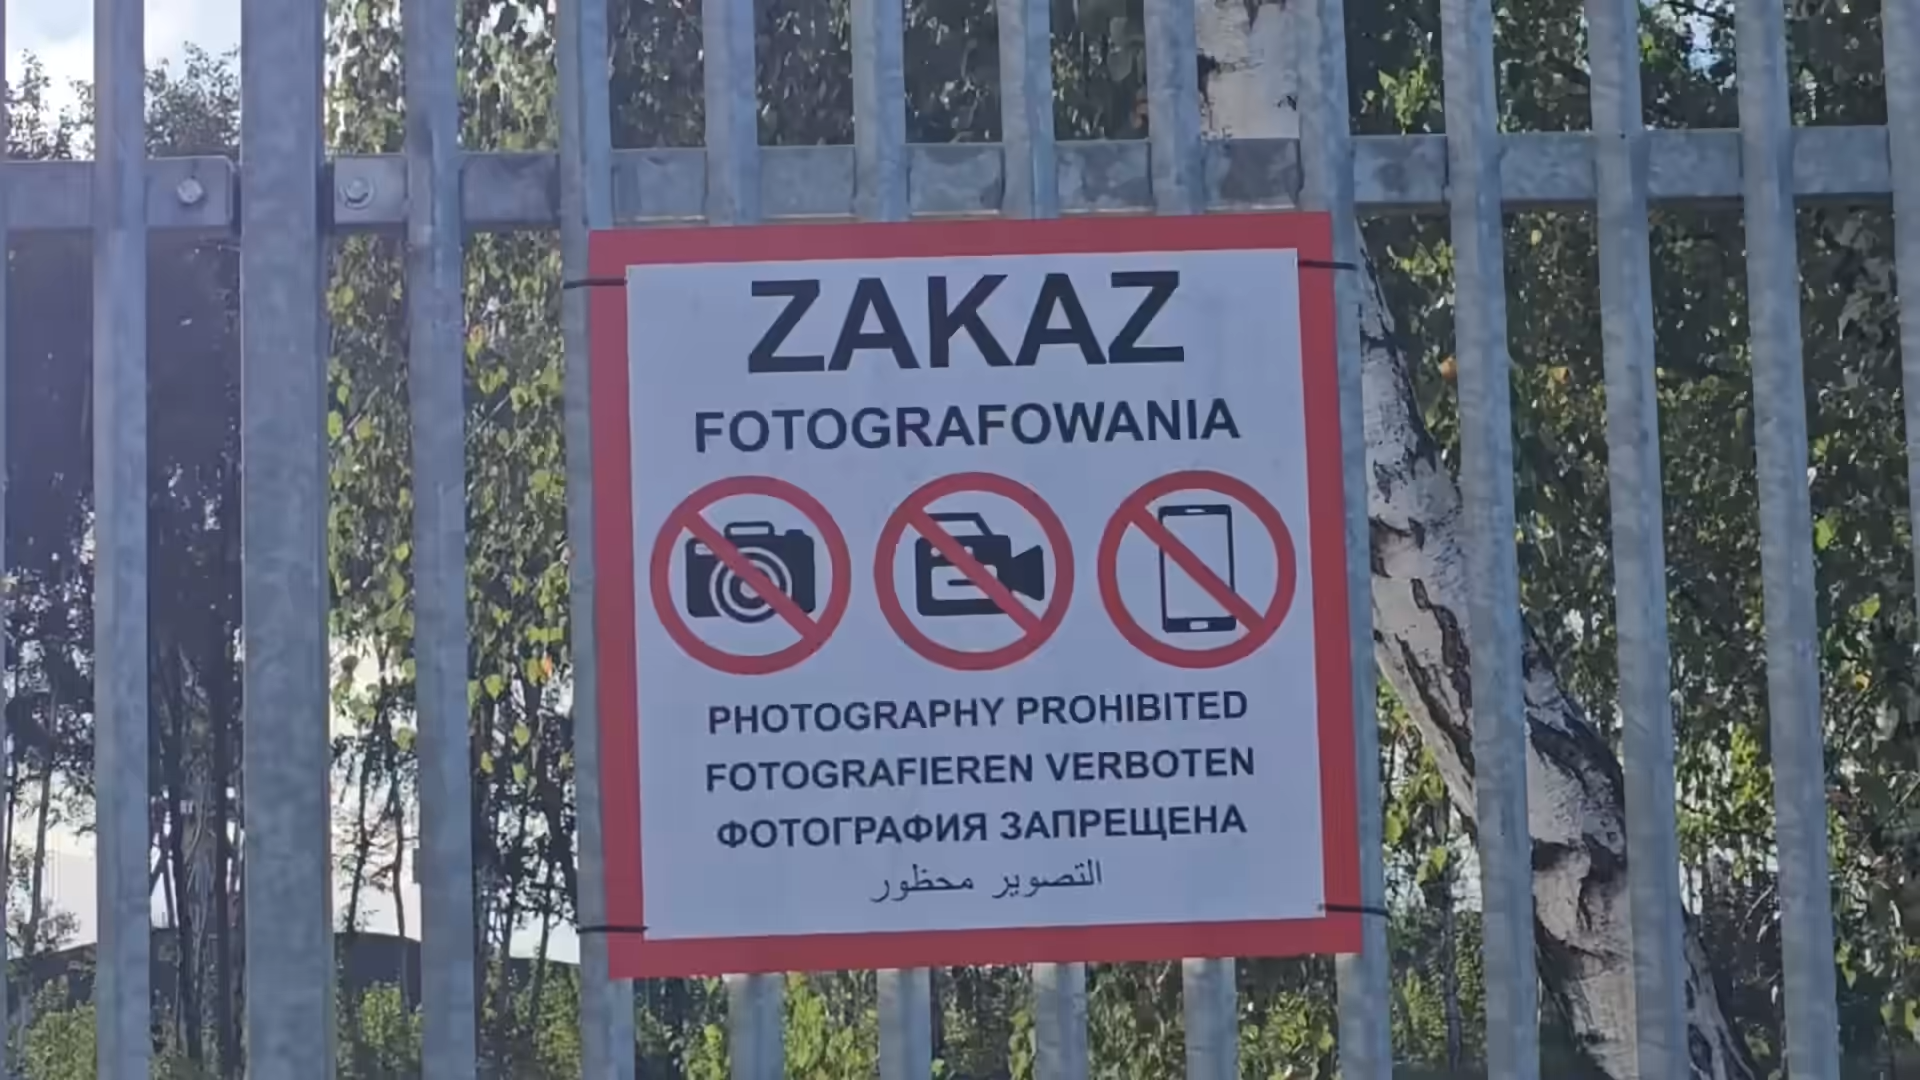 ZAKAZ
FOTOGRAFOWANIA
PHOTOGRAPHY PROHIBITED
FOTOGRAFIEREN VERBOTEN
ФОТОГРАФИЯ ЗАПРЕЩЕНА
التصوير محظور